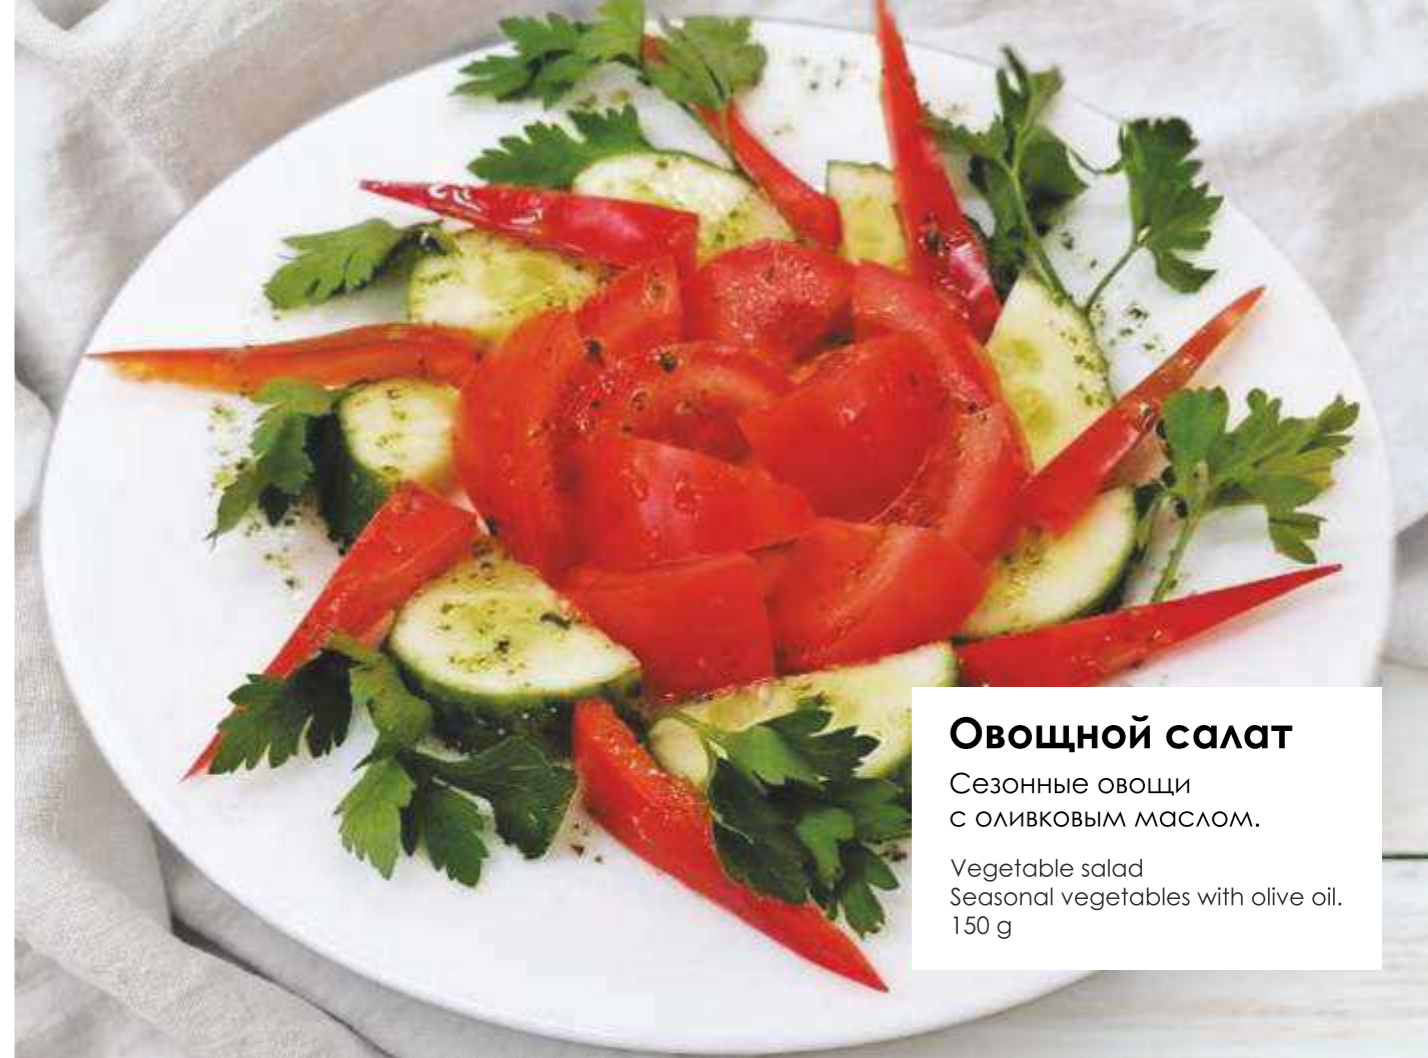 Овощной салат
Сезонные овощи
с оливковым маслом.
Vegetable salad
Seasonal vegetables with olive oil.
150 g